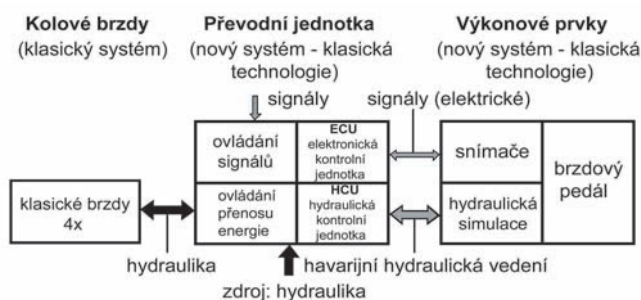 Kolové brzdy
(klasický systém)
Převodní jednotka
(nový systém - klasická
technologie)
Výkonové prvky
(nový systém - klasická
technologie)
signály
signály (elektrické)
ovládání
signálů
ECU
elektronická
kontrolní
jednotka
snímače
brzdový
pedál
klasické brzdy
4x
ovládání
přenosu
energie
HCU
hydraulická
kontrolní
jednotka
hydraulická
simulace
hydraulika
havarijní hydraulická vedení
zdroj: hydraulika